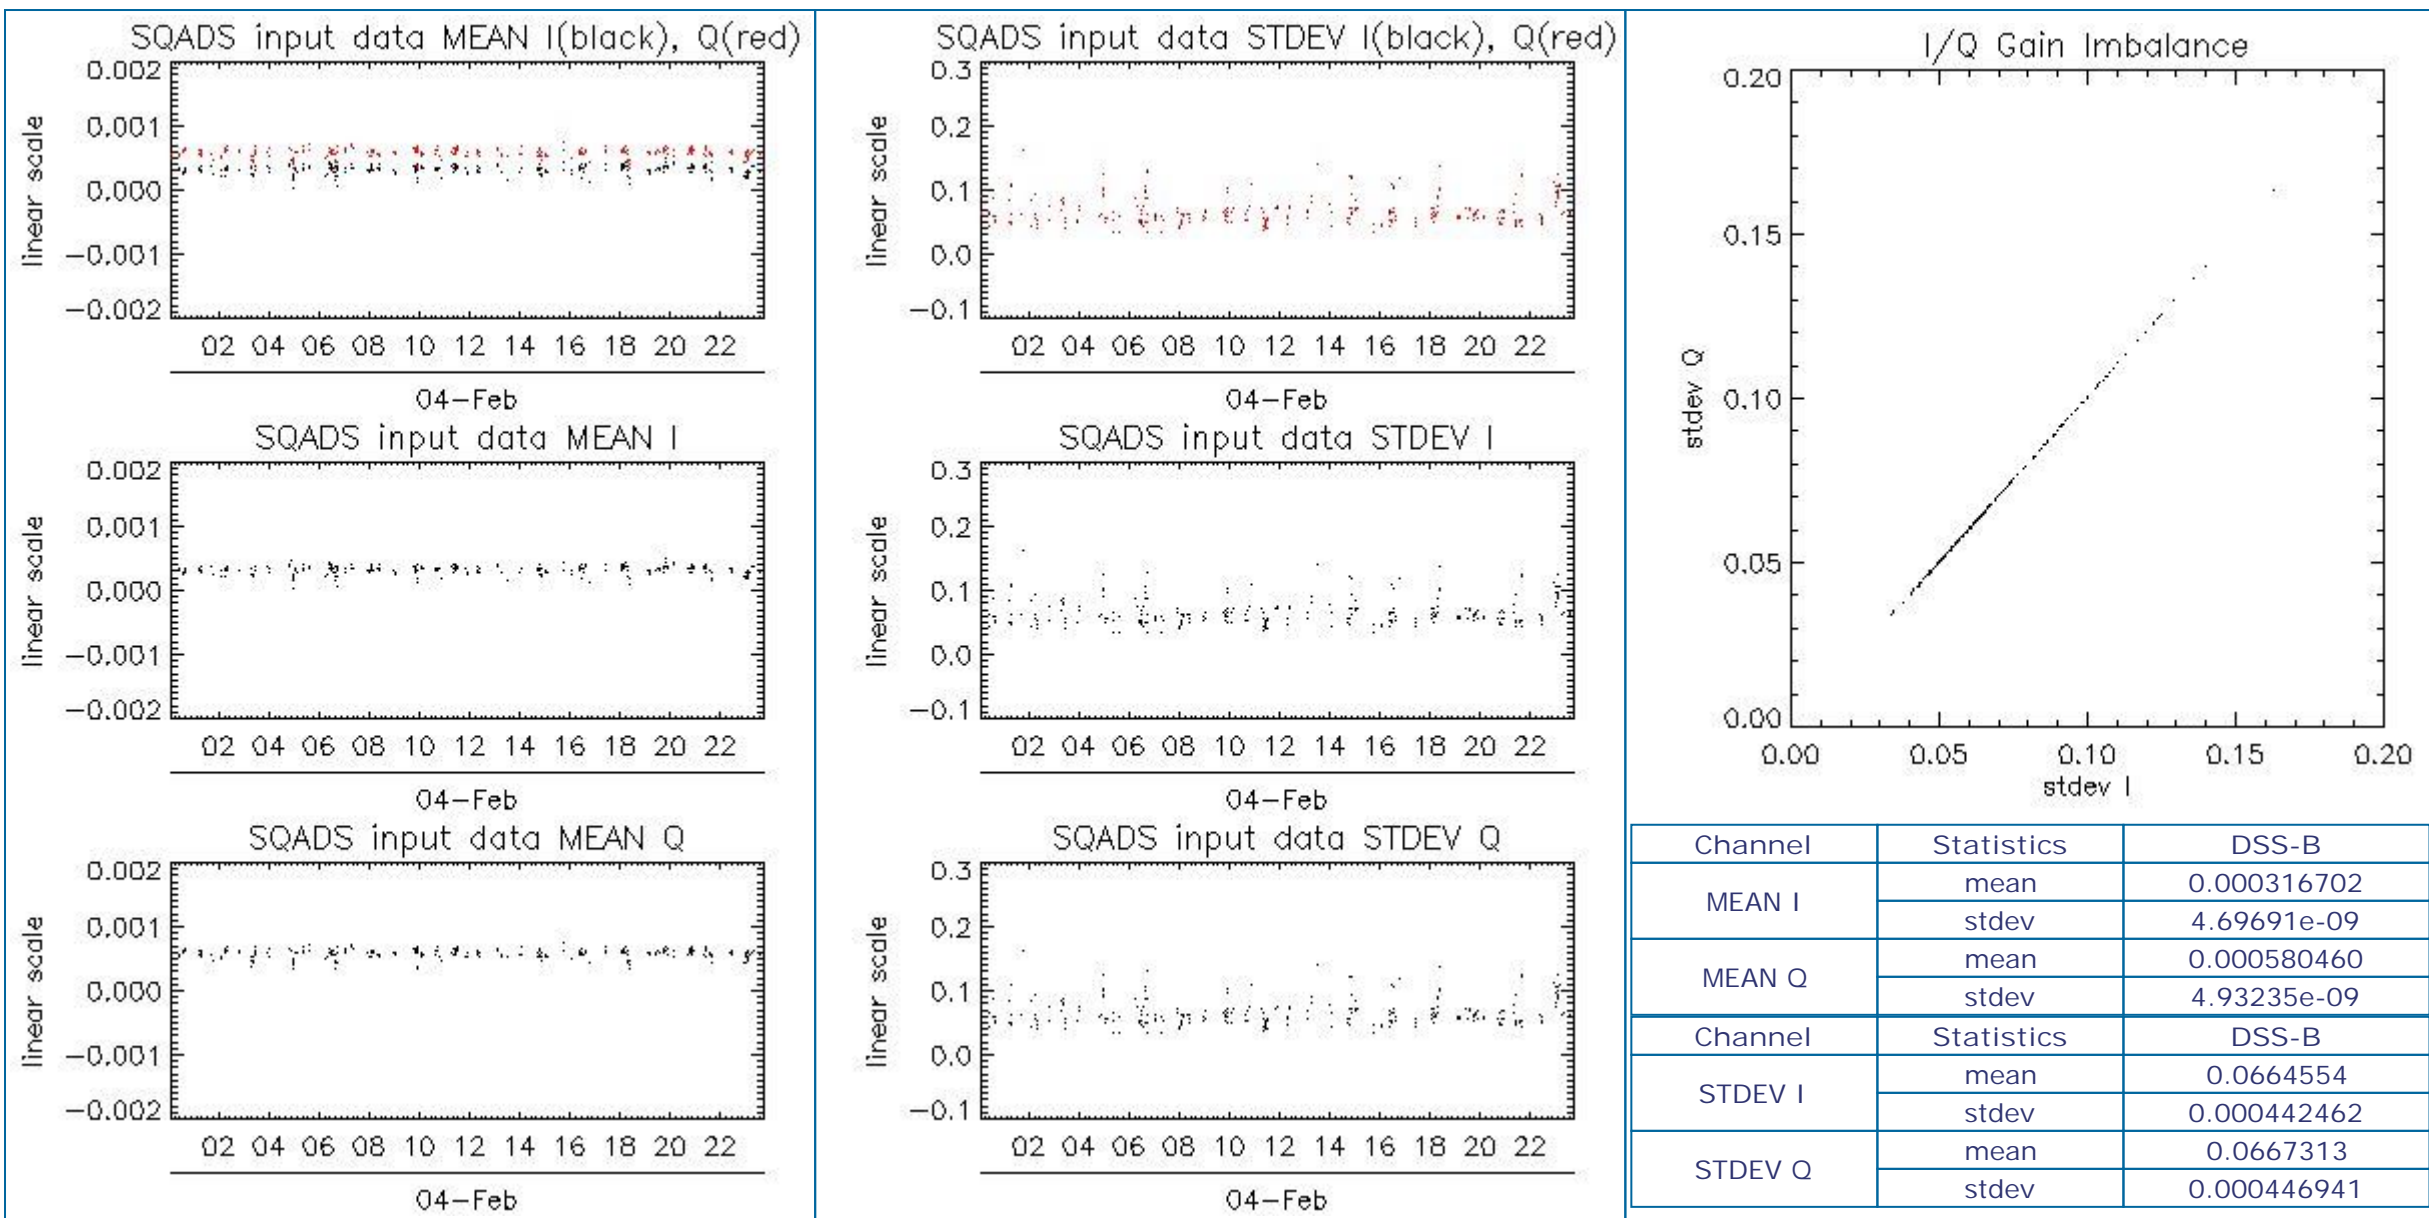 SQADS input data MEAN I(black), Q(red)
0.002
0.001
0.000
-0.001
-0.002
linear scale
02 04 06 08 10 12 14 16 18 20 22
04-Feb
SQADS input data MEAN I
0.002
0.001
0.000
-0.001
-0.002
linear scale
02 04 06 08 10 12 14 16 18 20 22
04-Feb
SQADS input data MEAN Q
0.002
0.001
0.000
-0.001
-0.002
linear scale
02 04 06 08 10 12 14 16 18 20 22
04-Feb
SQADS input data STDEV I(black), Q(red)
0.3
0.2
0.1
0.0
-0.1
linear scale
02 04 06 08 10 12 14 16 18 20 22
04-Feb
SQADS input data STDEV I
0.3
0.2
0.1
0.0
-0.1
linear scale
02 04 06 08 10 12 14 16 18 20 22
04-Feb
SQADS input data STDEV Q
0.3
0.2
0.1
0.0
-0.1
linear scale
02 04 06 08 10 12 14 16 18 20 22
04-Feb
I/Q Gain Imbalance
0.20
0.15
0.10
0.05
0.00
stdev Q
0.00 0.05 0.10 0.15 0.20
stdev I
Channel Statistics DSS-B
MEAN I mean 0.000316702
stdev 4.69691e-09
MEAN Q mean 0.000580460
stdev 4.93235e-09
Channel Statistics DSS-B
STDEV I mean 0.0664554
stdev 0.000442462
STDEV Q mean 0.0667313
stdev 0.000446941